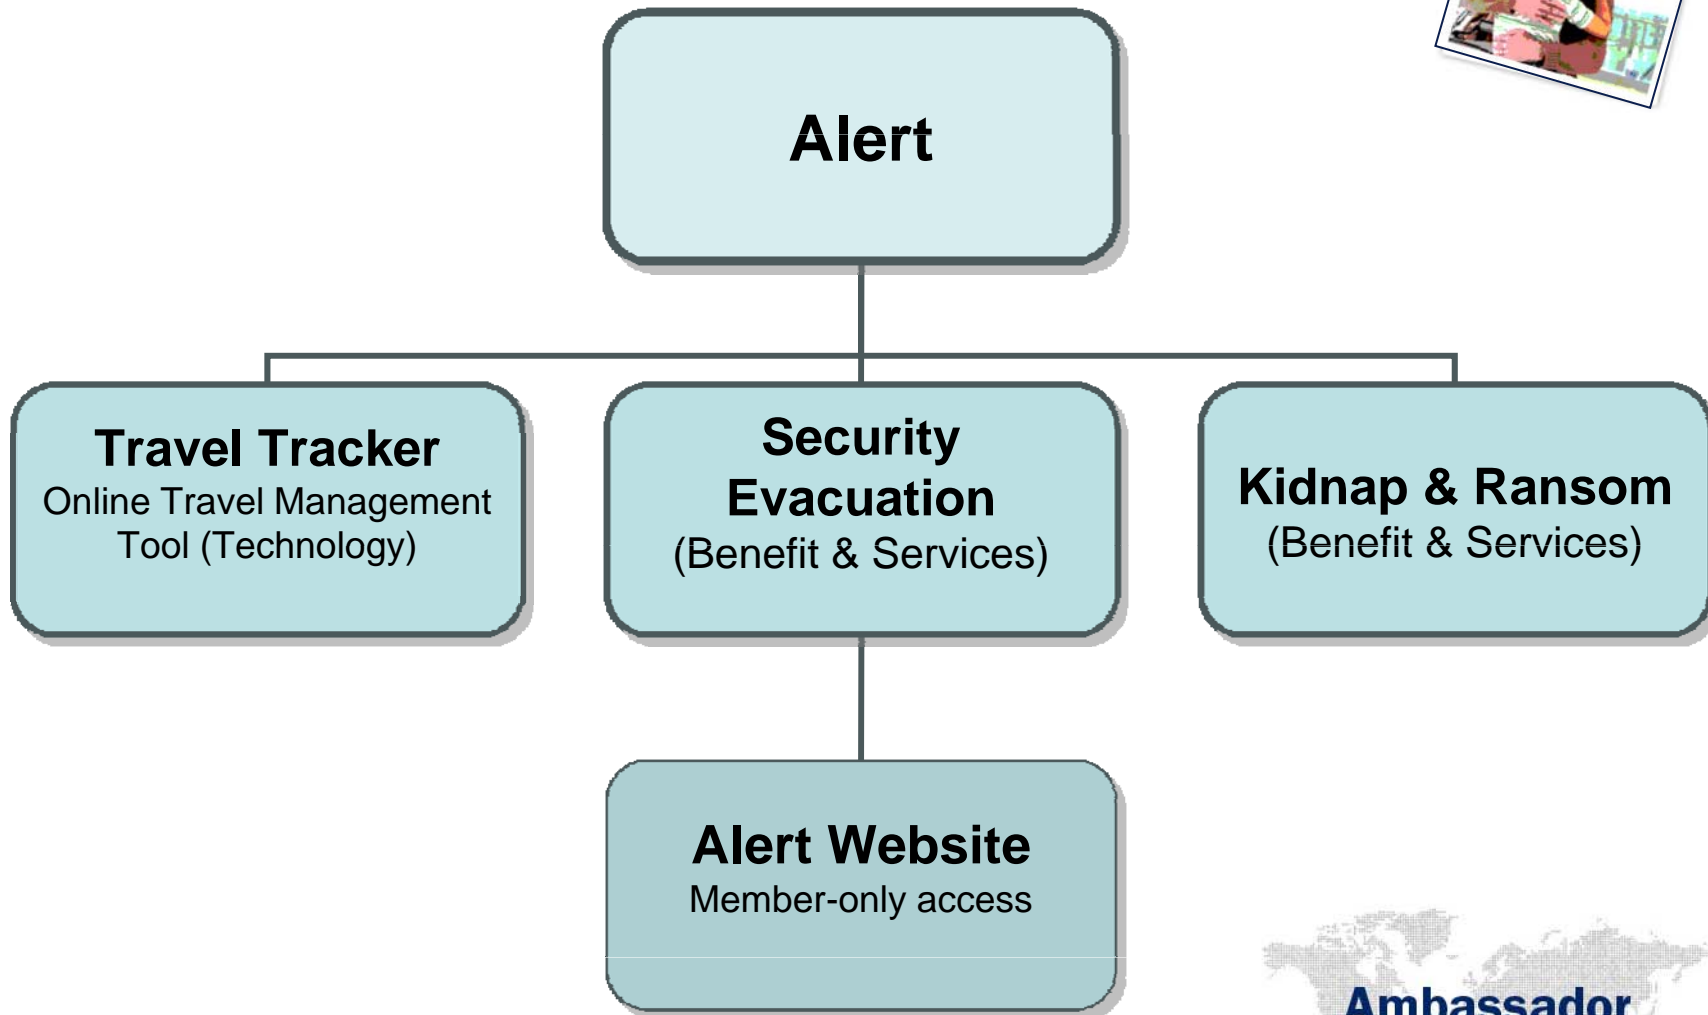 Alert
Travel Tracker
Online Travel Management
Tool (Technology)
Security
Evacuation
(Benefit & Services)
Kidnap & Ransom
(Benefit & Services)
Alert Website
Member-only access
Ambassador